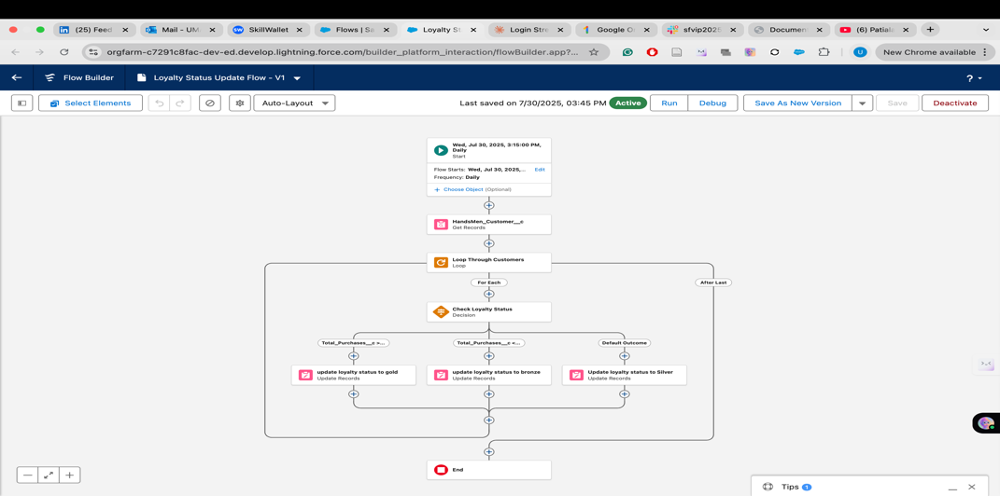 (25) Feed
Mail - UM
SkillWallet
Flows | Sa
Loyalty S
Login Stre
Google O
sfvip2025
Documen
(6) Patial
orgfarm-c7291c8fac-dev-ed.develop.lightning.force.com/builder_platform_interaction/flowBuilder.app?...
U
New Chrome available
Flow Builder
Loyalty Status Update Flow - V1
?
Select Elements
Auto-Layout
Last saved on 7/30/2025, 03:45 PM
Active
Run
Debug
Save As New Version
Save
Deactivate
Wed, Jul 30, 2025, 3:15:00 PM,
Daily
Start
Flow Starts: Wed, Jul 30, 2025,...
Edit
Frequency: Daily
+ Choose Object (Optional)
HandsMen_Customer__c
Get Records
Loop Through Customers
Loop
For Each
After Last
Check Loyalty Status
Decision
Total_Purchases__c >...
Total_Purchases__c <...
Default Outcome
update loyalty status to gold
Update Records
update loyalty status to bronze
Update Records
Update loyalty status to Silver
Update Records
End
Tips 1